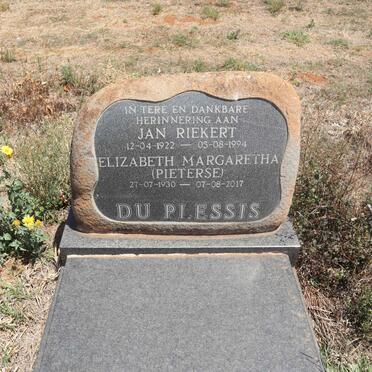 IN TERE EN DANKBARE
HERINNERING AAN
JAN RIEKERT
12-04-1922 — 05-08-1994
ELIZABETH MARGARETHA
(PIETERSE)
27-07-1930 — 07-08-2017
DU PLESSIS